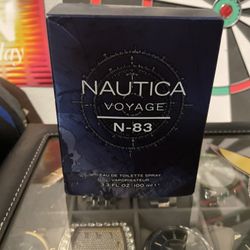 NAUTICA
VOYAGE
N-83
EAU DE TOILETTE SPRAY
VAPORISATEUR
3.3 FL OZ 100 ml